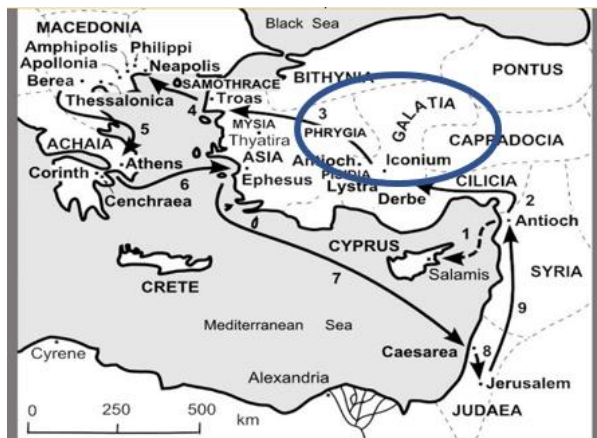 Black Sea
MACEDONIA
Amphipolis Philippi
Apollonia Neapolis
Berea
SAMOTHRACE
BITHYNIA
PONTUS
Thessalonica
Troas
4
3
GALATIA
MYSIA
PHRYGIA
5
Thyatira
CAPRADOCIA
ACHAIA
ASIA
Antioch
Iconium
Athens
PISIDIA
Corinth
6
Ephesus
Lystra
CILICIA
Cenchraea
Derbe
2
Antioch
CYPRUS
1
Salamis
SYRIA
7
9
CRETE
Mediterranean Sea
Cyrene
Caesarea
8
Alexandria
Jerusalem
JUDAEA
0 250 500
km